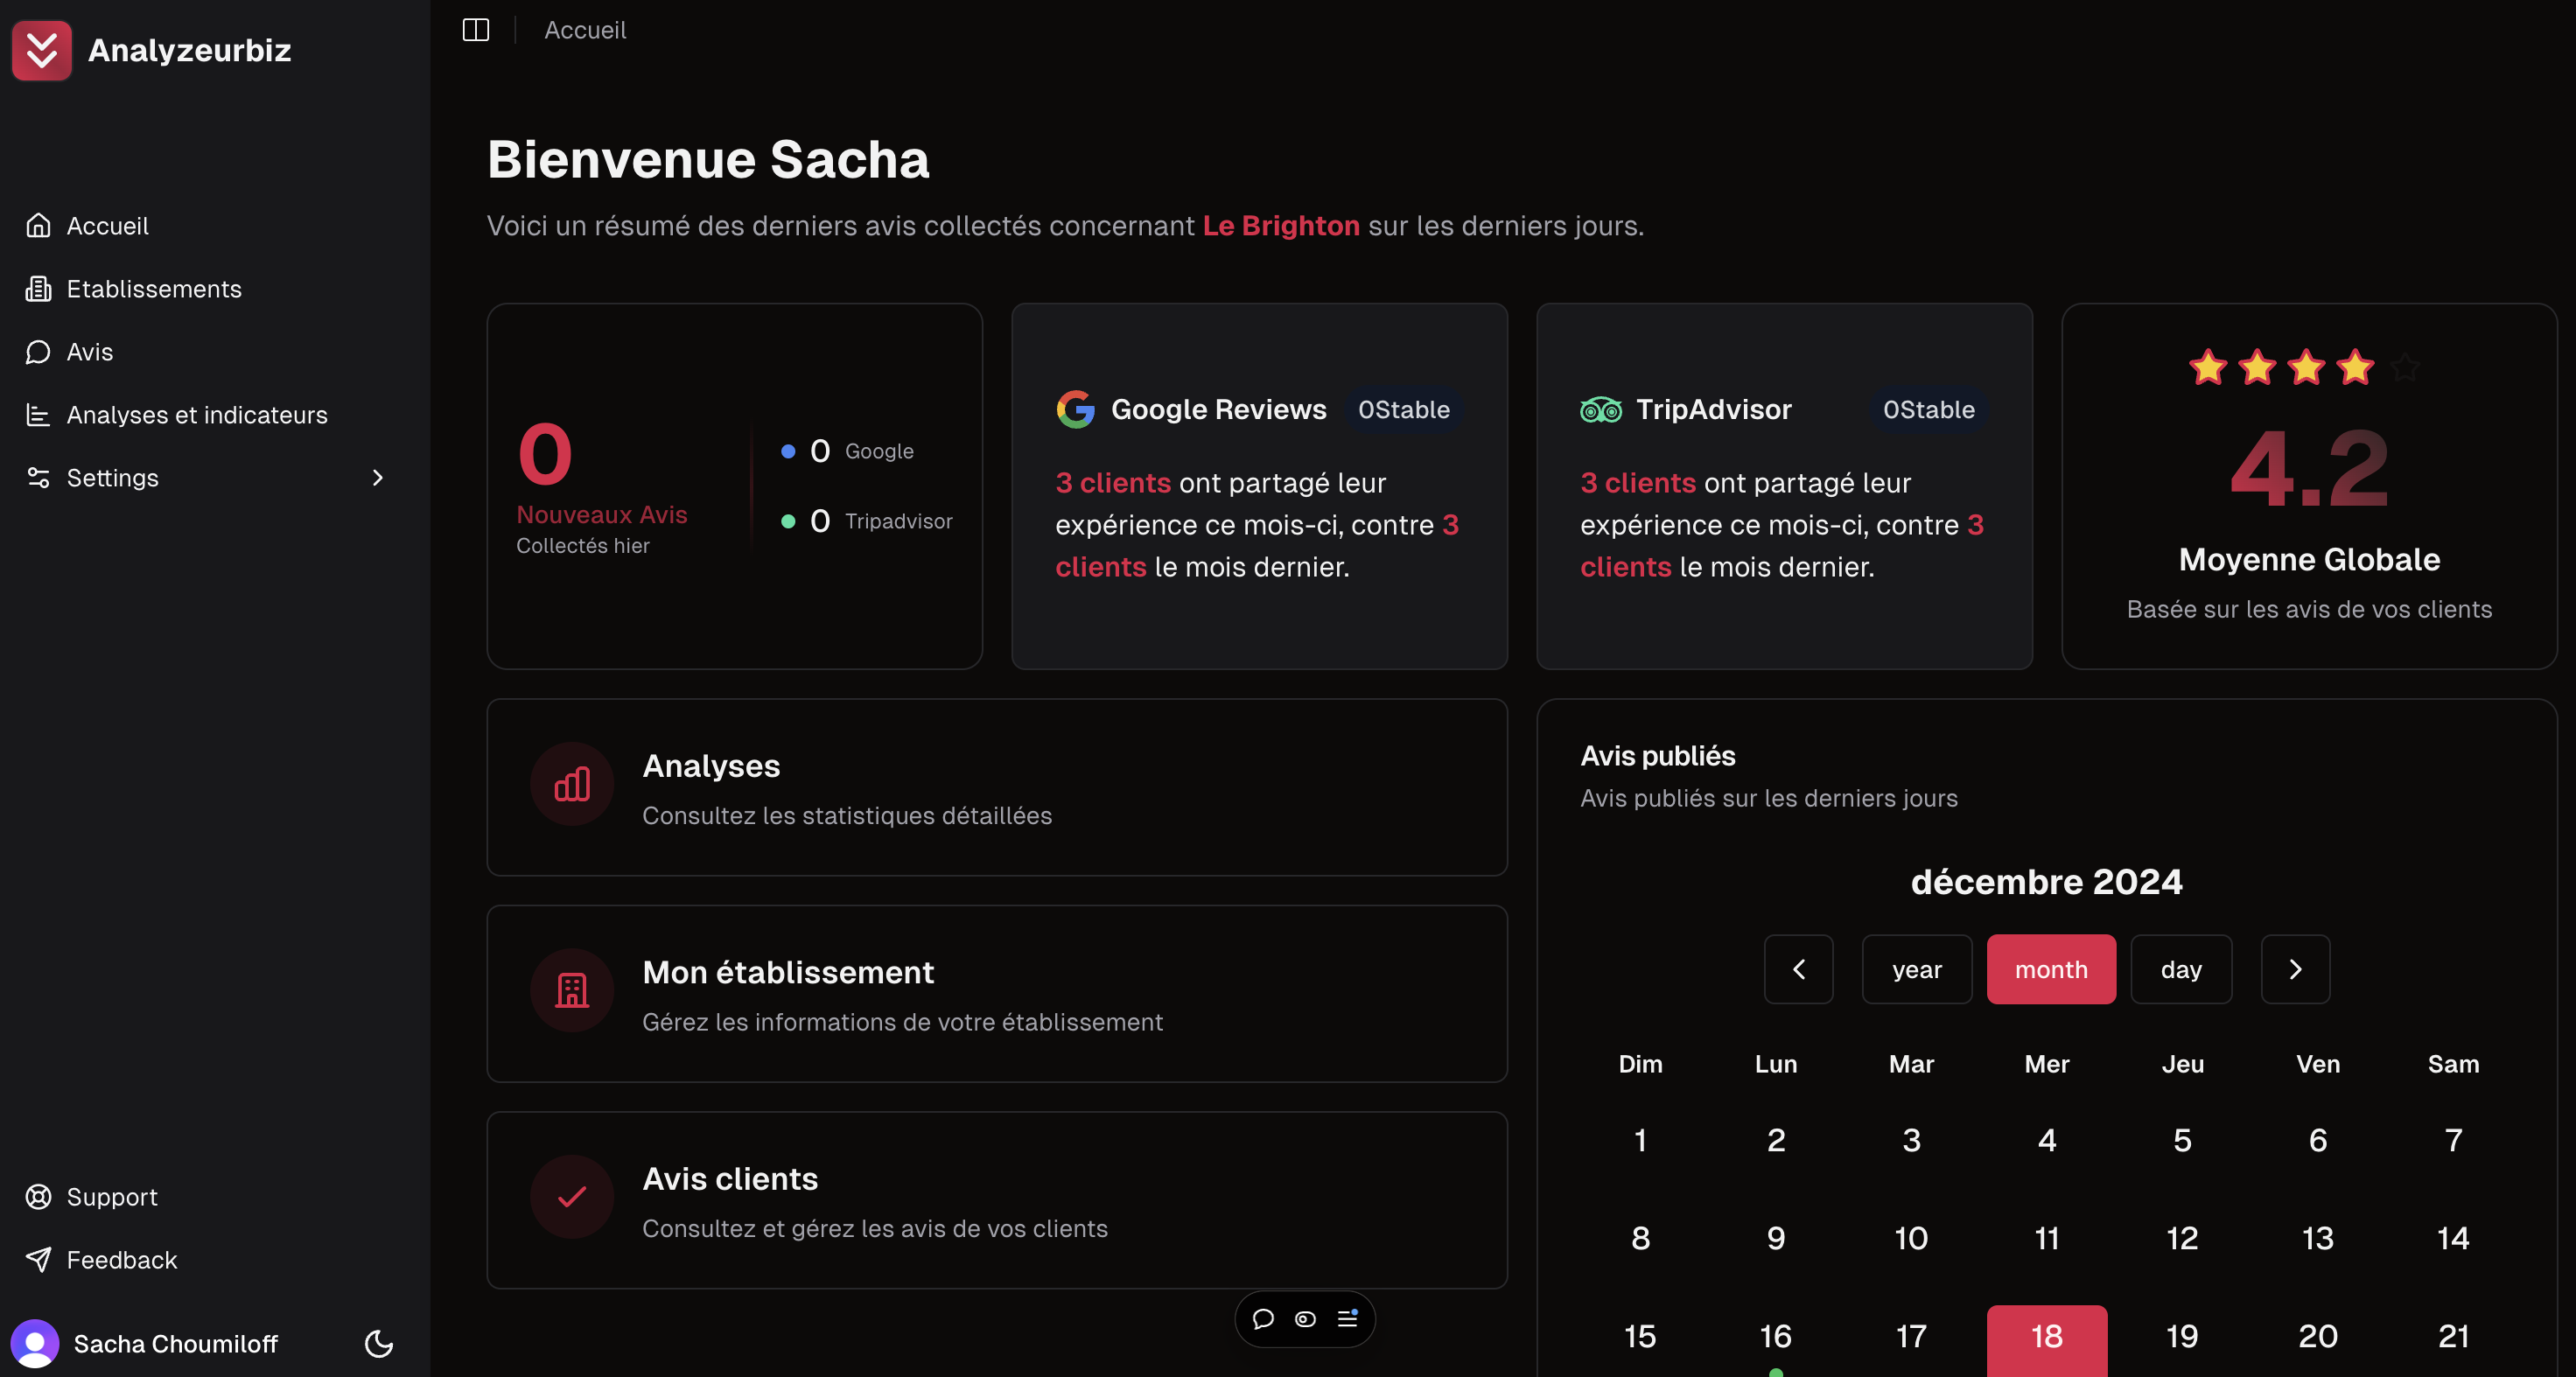 Analyzeurbiz
Accueil
Etablissements
Avis
Analyses et indicateurs
Settings
Support
Feedback
Sacha Choumiloff
Accueil
Bienvenue Sacha
Voici un résumé des derniers avis collectés concernant Le Brighton sur les derniers jours.
0
Nouveaux Avis
Collectés hier
0 Google
0 Tripadvisor
Google Reviews 0Stable
3 clients ont partagé leur
expérience ce mois-ci, contre 3
clients le mois dernier.
TripAdvisor 0Stable
3 clients ont partagé leur
expérience ce mois-ci, contre 3
clients le mois dernier.
4.2
Moyenne Globale
Basée sur les avis de vos clients
Analyses
Consultez les statistiques détaillées
Mon établissement
Gérez les informations de votre établissement
Avis clients
Consultez et gérez les avis de vos clients
Avis publiés
Avis publiés sur les derniers jours
décembre 2024
year month day
Dim Lun Mar Mer Jeu Ven Sam
1 2 3 4 5 6 7
8 9 10 11 12 13 14
15 16 17 18 19 20 21